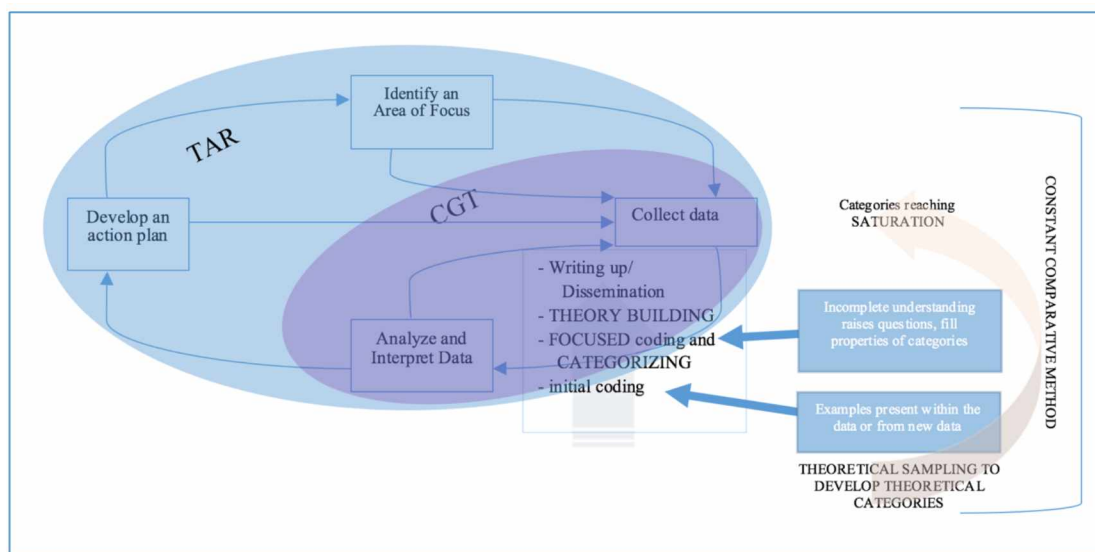 Identify an
Area of Focus
TAR
CGT
Develop an
action plan
Collect data
Analyze and
Interpret Data
- Writing up/
Dissemination
- THEORY BUILDING
- FOCUSED coding and
CATEGORIZING
- initial coding
Categories reaching
SATURATION
Incomplete understanding
raises questions, fill
properties of categories
Examples present within the
data or from new data
THEORETICAL SAMPLING TO
DEVELOP THEORETICAL
CATEGORIES
CONSTANT COMPARATIVE METHOD